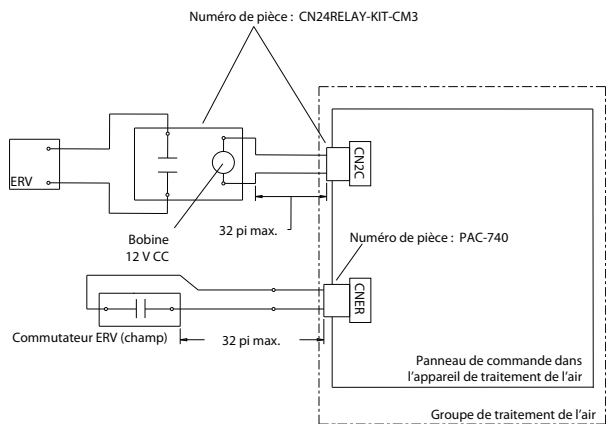 Numéro de pièce : CN24RELAY-KIT-CM3
CN2C
ERV
Bobine
12 V CC
32 pi max.
Numéro de pièce : PAC-740
CNER
Commutateur ERV (champ)
32 pi max.
Panneau de commande dans
l'appareil de traitement de l'air
Groupe de traitement de l'air